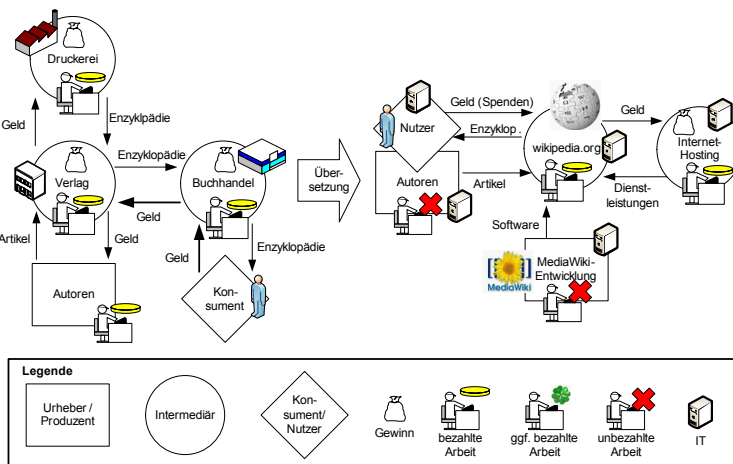 Druckerei
Geld
Enzyklpädie
Verlag
Enzyklopädie
Buchhandel
Geld
Artikel
Geld
Autoren
Geld
Enzyklopädie
Kon-
sument
Über-
setzung
Nutzer
Geld (Spenden)
Enzyklop.
wikipedia.org
Geld
Internet-
Hosting
Autoren
Artikel
Dienst-
leistungen
Software
MediaWiki
MediaWiki-
Entwicklung
Legende
Urheber /
Produzent
Intermediär
Kon-
sument/
Nutzer
Gewinn
bezahlte
Arbeit
ggf. bezahlte
Arbeit
unbezahlte
Arbeit
IT